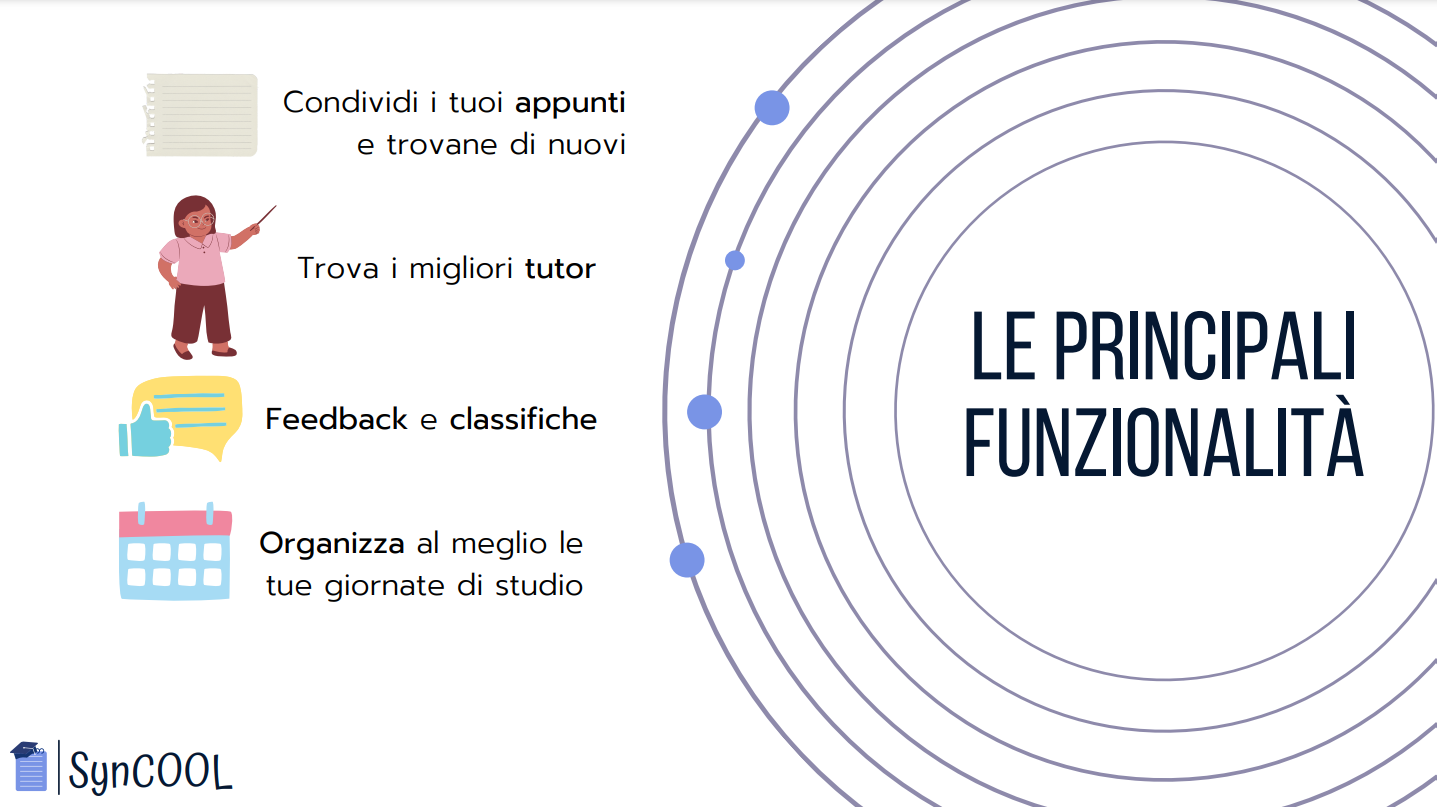 Condividi i tuoi appunti
e trovane di nuovi
Trova i migliori tutor
Feedback e classifiche
Organizza al meglio le
tue giornate di studio
LE PRINCIPALI
FUNZIONALITÀ
SynCOOL